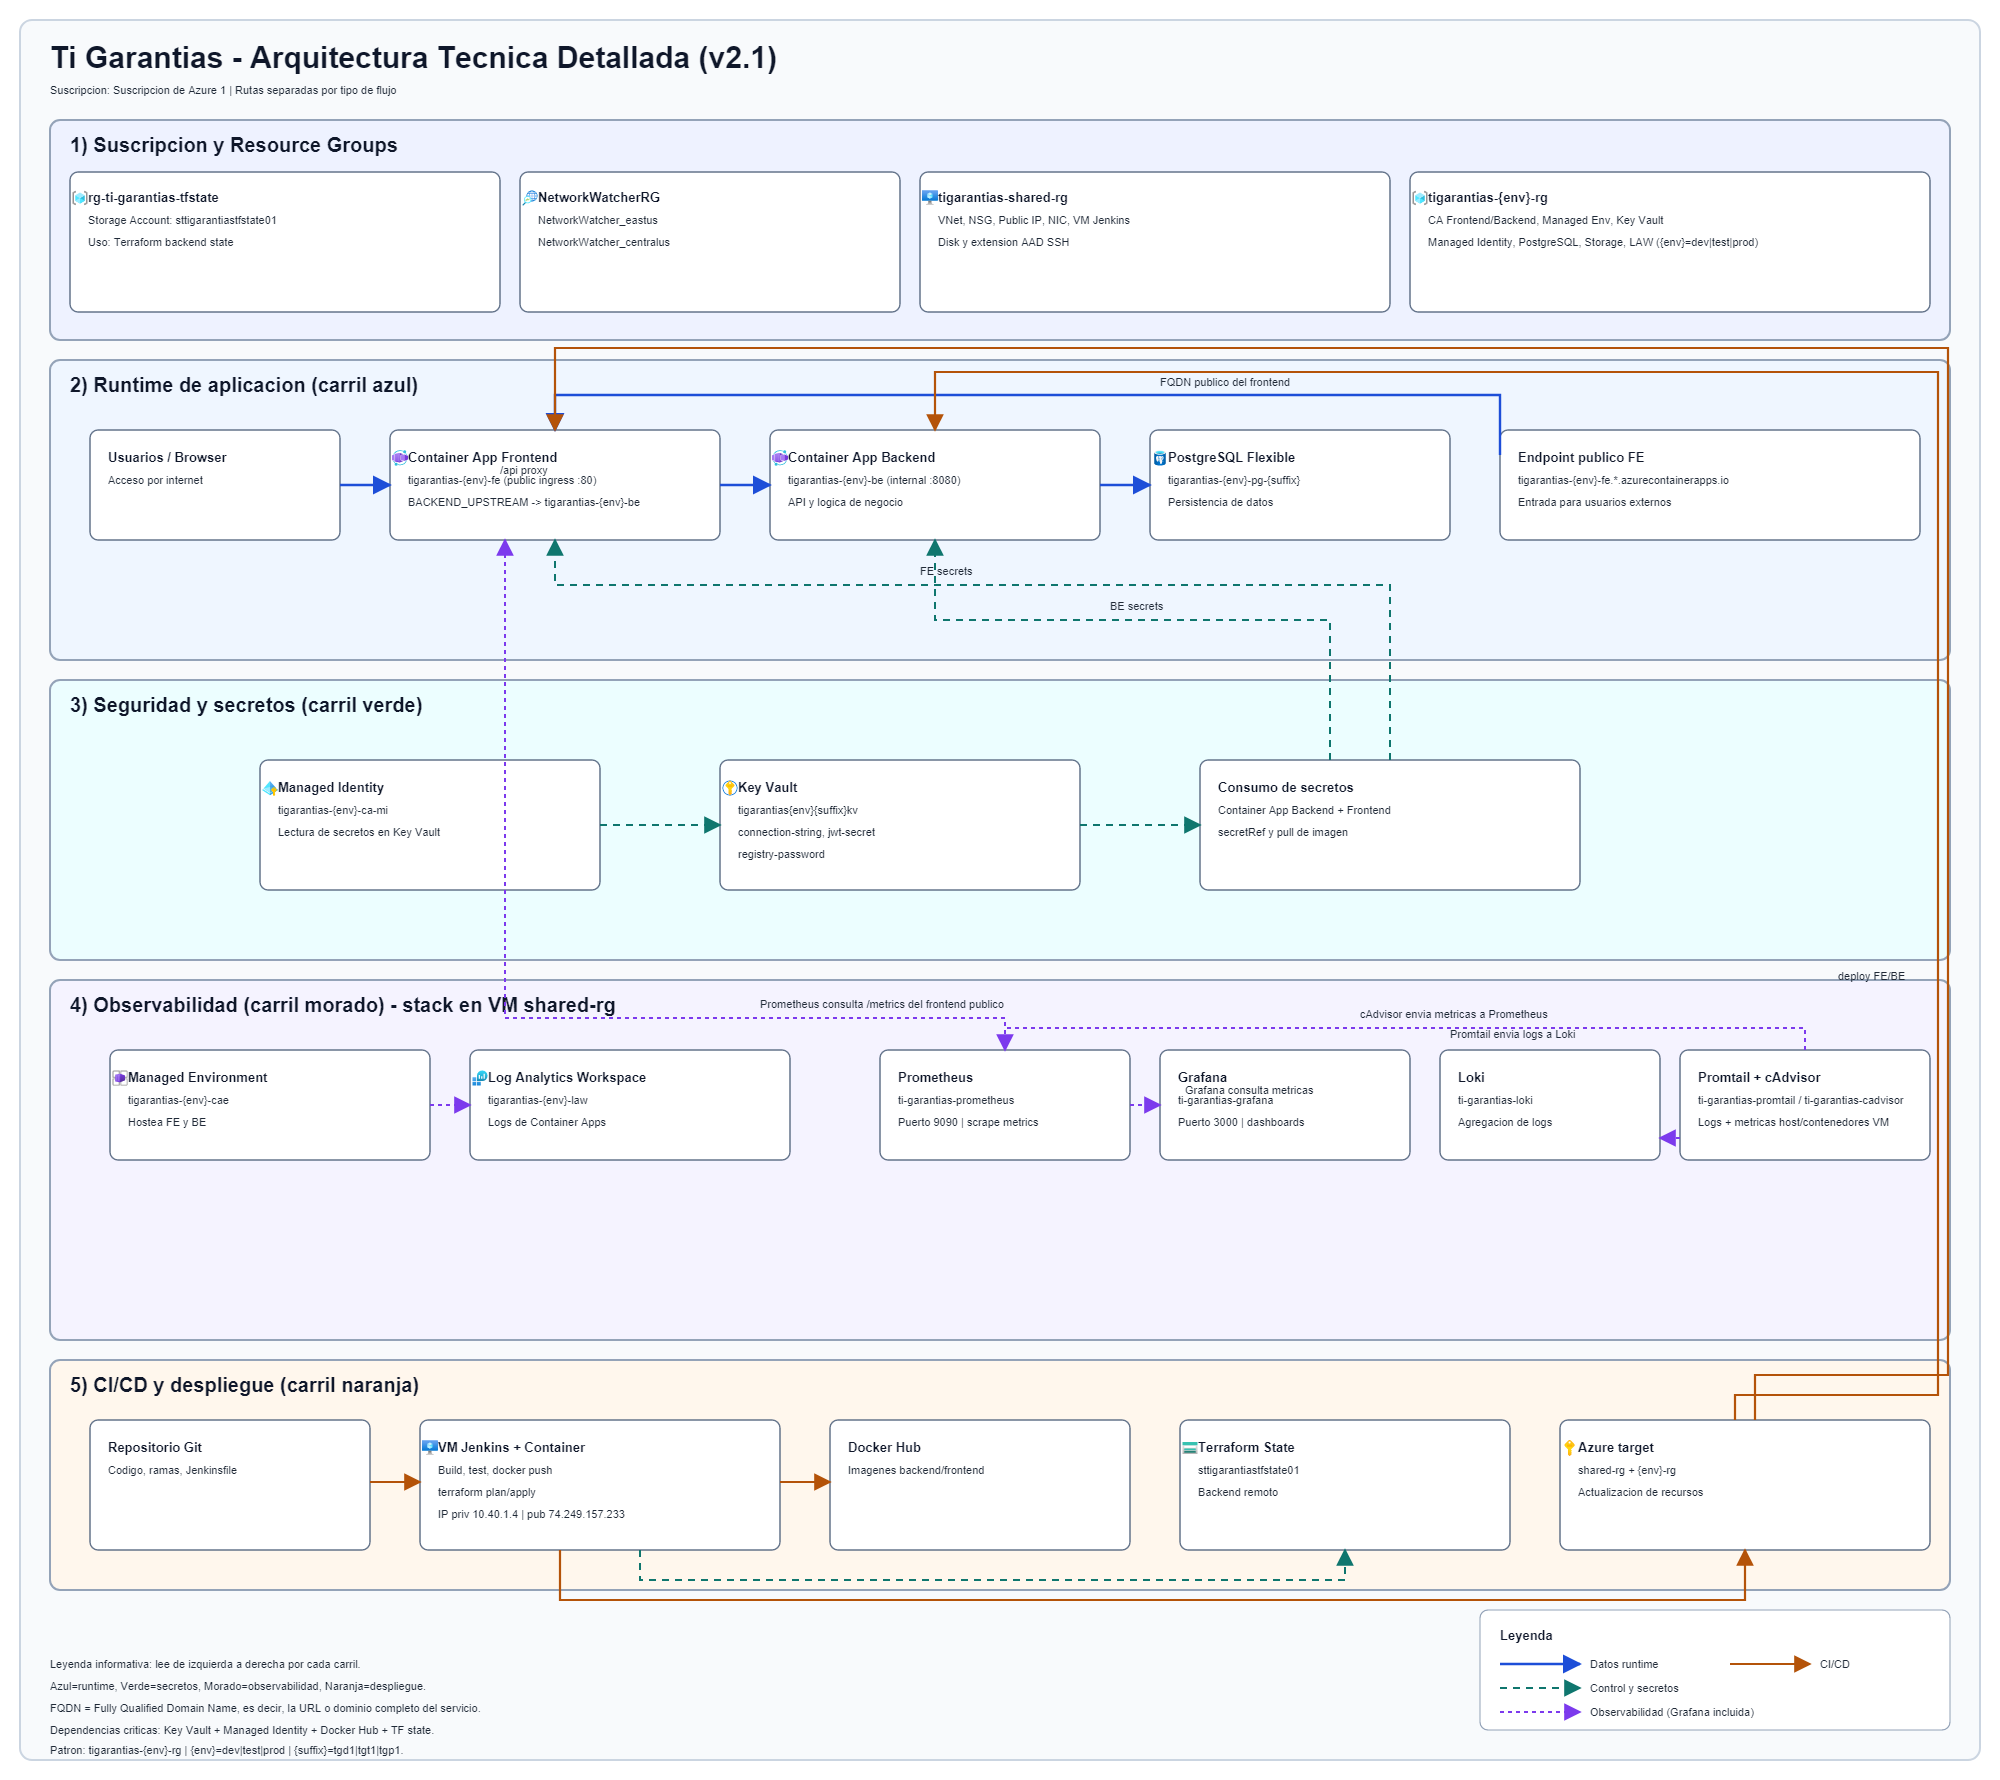 Ti Garantias - Arquitectura Tecnica Detallada (v2.1)
Suscripcion: Suscripcion de Azure 1 | Rutas separadas por tipo de flujo
1) Suscripcion y Resource Groups
rg-ti-garantias-tfstate
Storage Account: sttigarantiastfstate01
Uso: Terraform backend state
NetworkWatcherRG
NetworkWatcher_eastus
NetworkWatcher_centralus
tigarantias-shared-rg
VNet, NSG, Public IP, NIC, VM Jenkins
Disk y extension AAD SSH
tigarantias-{env}-rg
CA Frontend/Backend, Managed Env, Key Vault
Managed Identity, PostgreSQL, Storage, LAW ({env}=dev|test|prod)
2) Runtime de aplicacion (carril azul)
FQDN publico del frontend
Usuarios / Browser
Acceso por internet
Container App Frontend
/api proxy
tigarantias-{env}-fe (public ingress :80)
BACKEND_UPSTREAM -> tigarantias-{env}-be
Container App Backend
tigarantias-{env}-be (internal :8080)
API y logica de negocio
PostgreSQL Flexible
tigarantias-{env}-pg-{suffix}
Persistencia de datos
Endpoint publico FE
tigarantias-{env}-fe.*.azurecontainerapps.io
Entrada para usuarios externos
FE secrets
BE secrets
3) Seguridad y secretos (carril verde)
Managed Identity
tigarantias-{env}-ca-mi
Lectura de secretos en Key Vault
Key Vault
tigarantias{env}{suffix}kv
connection-string, jwt-secret
registry-password
Consumo de secretos
Container App Backend + Frontend
secretRef y pull de imagen
deploy FE/BE
4) Observabilidad (carril morado) - stack en VM shared-rg
Prometheus consulta /metrics del frontend publico
cAdvisor envia metricas a Prometheus
Promtail envia logs a Loki
Managed Environment
tigarantias-{env}-cae
Hostea FE y BE
Log Analytics Workspace
tigarantias-{env}-law
Logs de Container Apps
Prometheus
ti-garantias-prometheus
Puerto 9090 | scrape metrics
Grafana
Grafana consulta metricas
ti-garantias-grafana
Puerto 3000 | dashboards
Loki
ti-garantias-loki
Agregacion de logs
Promtail + cAdvisor
ti-garantias-promtail / ti-garantias-cadvisor
Logs + metricas host/contenedores VM
5) CI/CD y despliegue (carril naranja)
Repositorio Git
Codigo, ramas, Jenkinsfile
VM Jenkins + Container
Build, test, docker push
terraform plan/apply
IP priv 10.40.1.4 | pub 74.249.157.233
Docker Hub
Imagenes backend/frontend
Terraform State
sttigarantiastfstate01
Backend remoto
Azure target
shared-rg + {env}-rg
Actualizacion de recursos
Leyenda
Datos runtime
CI/CD
Control y secretos
Observabilidad (Grafana incluida)
Leyenda informativa: lee de izquierda a derecha por cada carril.
Azul=runtime, Verde=secretos, Morado=observabilidad, Naranja=despliegue.
FQDN = Fully Qualified Domain Name, es decir, la URL o dominio completo del servicio.
Dependencias criticas: Key Vault + Managed Identity + Docker Hub + TF state.
Patron: tigarantias-{env}-rg | {env}=dev|test|prod | {suffix}=tgd1|tgt1|tgp1.